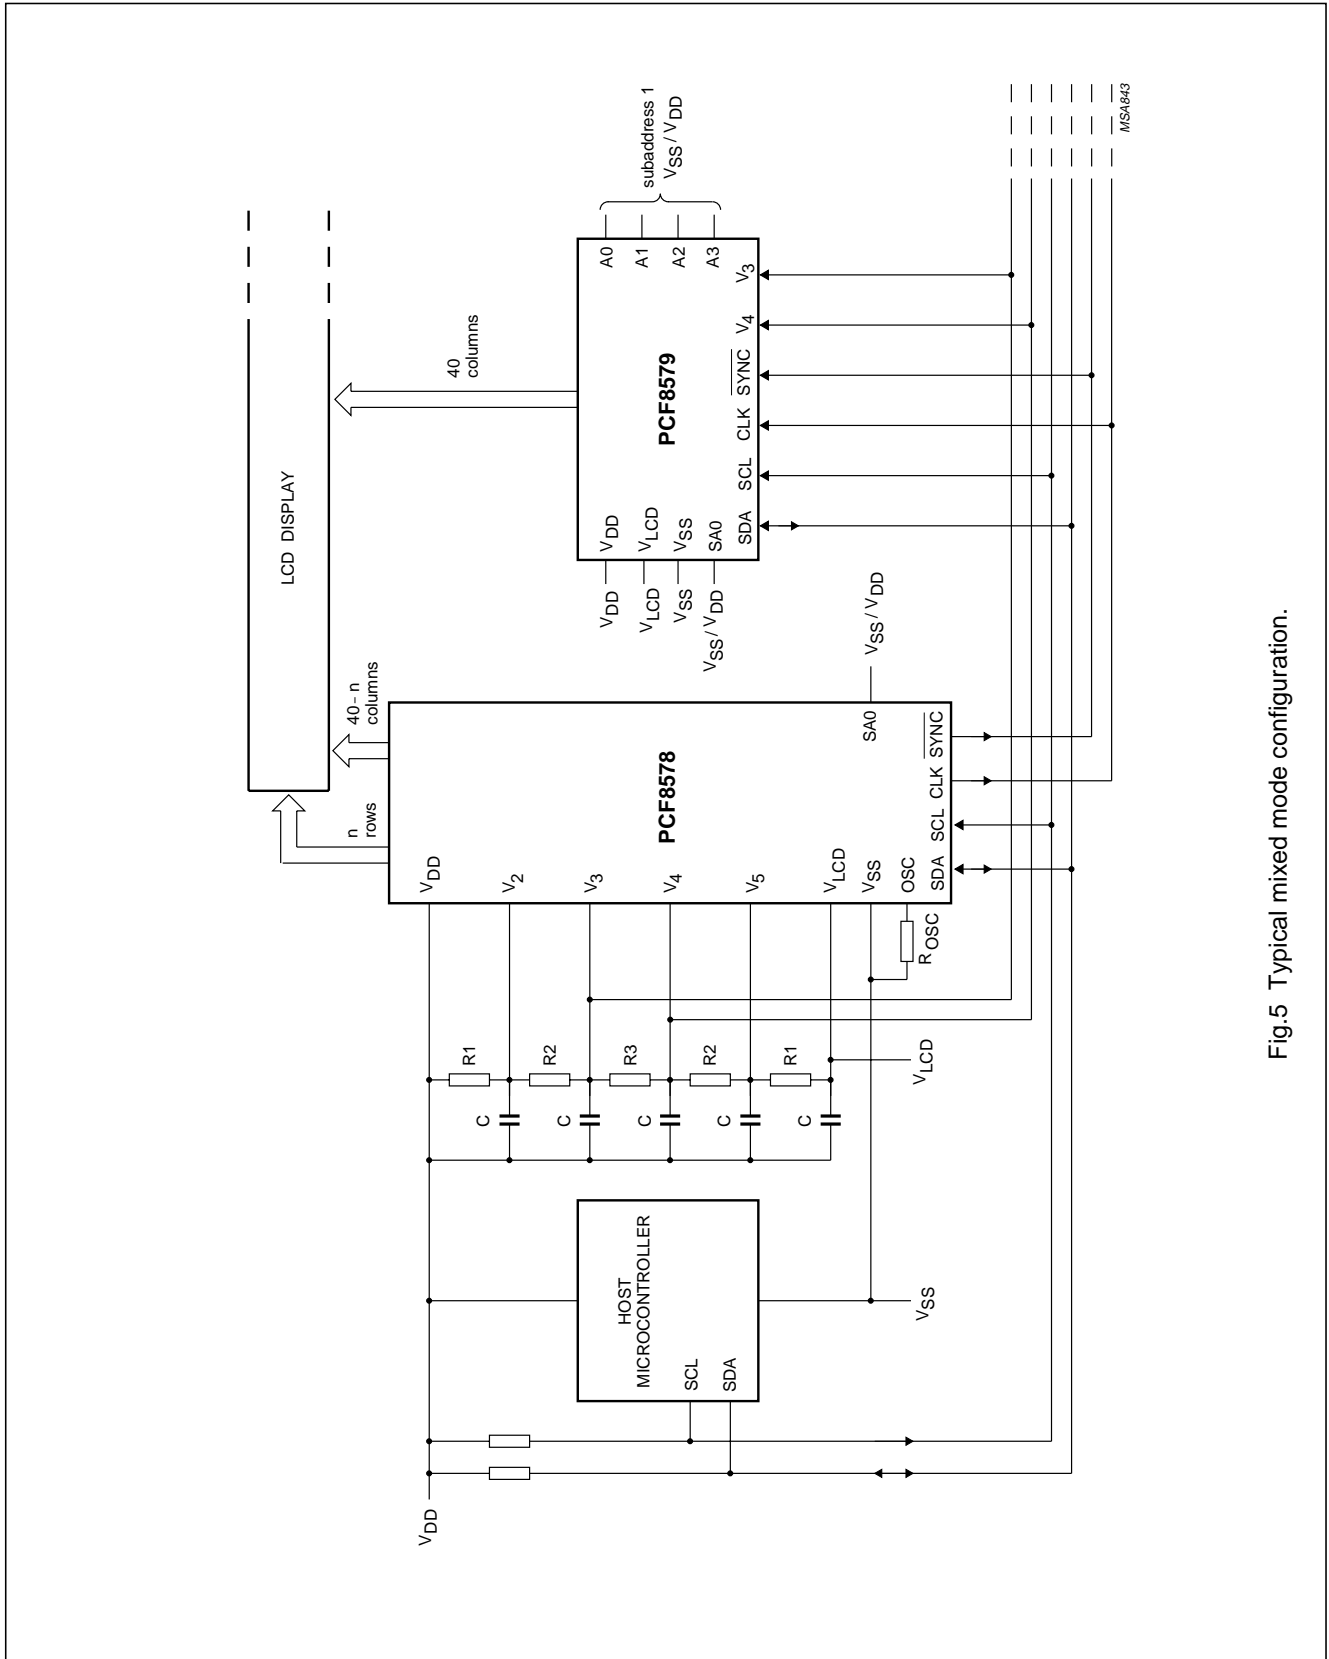 LCD DISPLAY
n
rows
40 - n
columns
40
columns
subaddress 1
VSS / VDD
PCF8578
VDD
V2
V3
V4
V5
VLCD
VSS
OSC
SDA
SCL
CLK
SYNC
SA0
VSS / VDD
ROSC
PCF8579
VDD
VLCD
VSS
SA0
VDD
VLCD
VSS
VSS / VDD
A0
A1
A2
A3
SDA
SCL
CLK
SYNC
V4
V3
R1
R2
R3
R2
R1
C
C
C
C
C
VLCD
HOST
MICROCONTROLLER
SCL
SDA
VSS
VDD
MSA843
Fig.5 Typical mixed mode configuration.